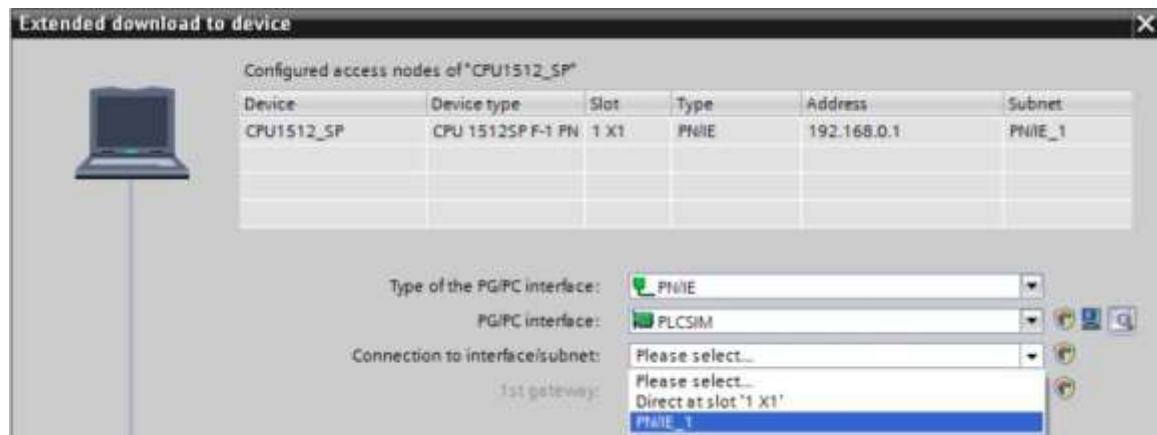 Extended download to device
Configured access nodes of "CPU1512_SP"
Device Device type Slot Type Address Subnet
CPU1512_SP CPU 1512SP F-1 PN 1 X1 PN/IE 192.168.0.1 PN/IE_1
Type of the PG/PC interface: PN/IE
PG/PC interface: PLCSIM
Connection to interface/subnet: Please select...
1st gateway: Please select...
Direct at slot '1 X1'
PN/IE_1